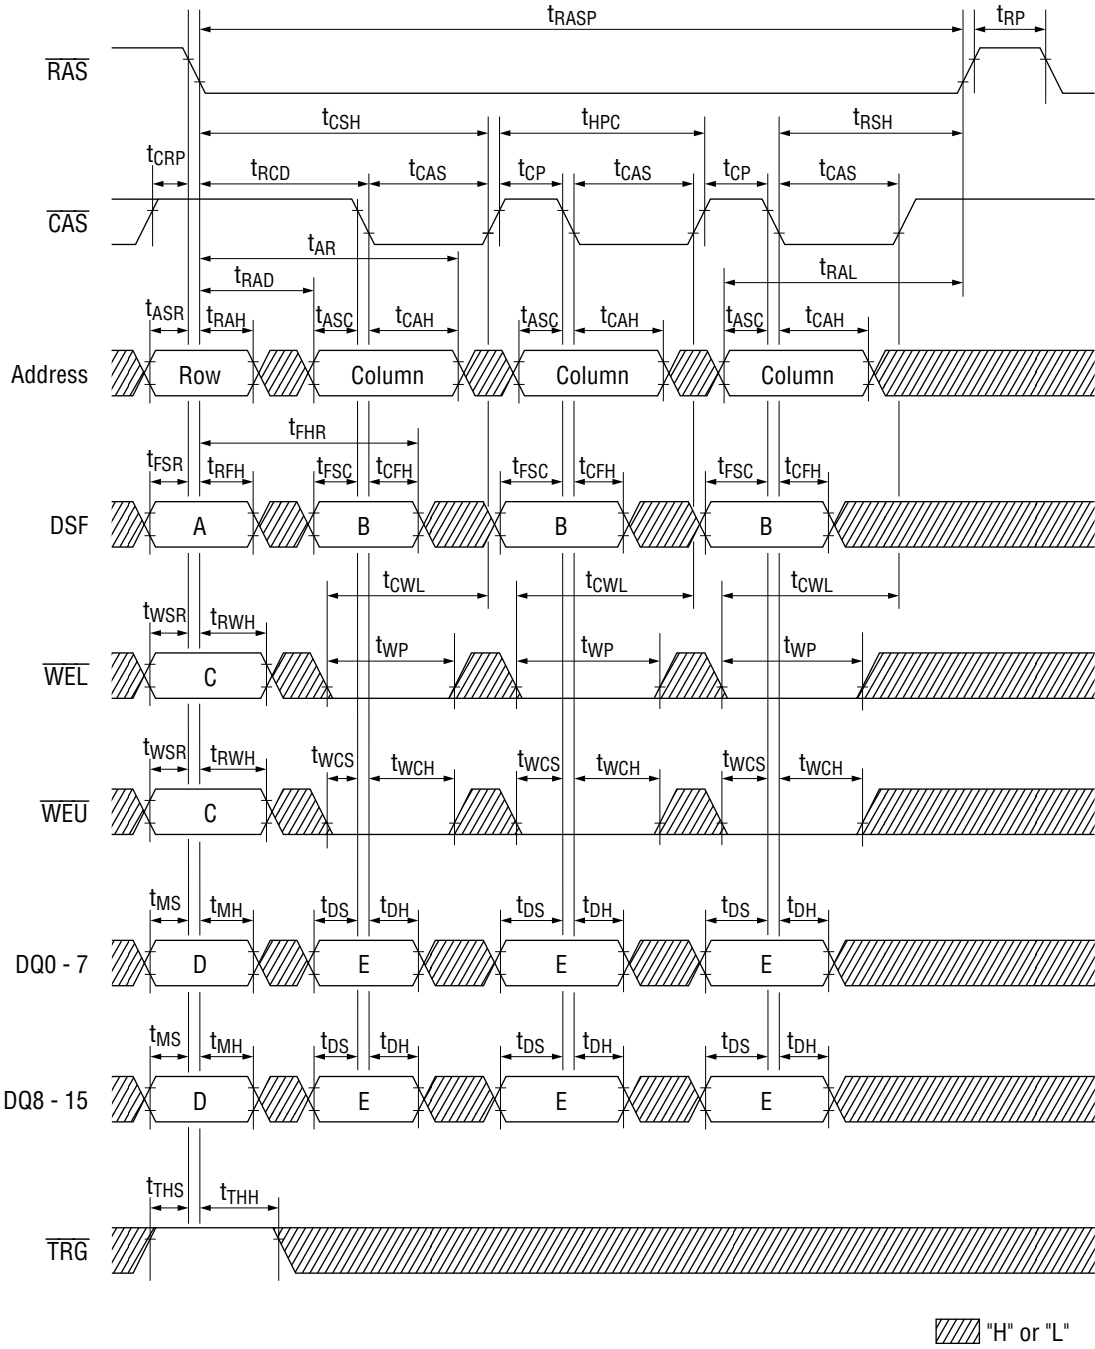 tRASP tRP
RAS
tCSH tHPC tRSH
tCRP tRCD tCAS tCP tCAS tCP tCAS
CAS
tAR
tRAD tRAL
tASR tRAH tASC tCAH tASC tCAH tASC tCAH
Address Row Column Column Column
tFHR
tFSR tRFH tFSC tCFH tFSC tCFH tFSC tCFH
DSF A B B B
tCWL tCWL tCWL
tWSR tRWH tWP tWP tWP
WEL C
tWSR tRWH tWCS tWCH tWCS tWCH tWCS tWCH
WEU C
tMS tMH tDS tDH tDS tDH tDS tDH
DQ0 - 7 D E E E
tMS tMH tDS tDH tDS tDH tDS tDH
DQ8 - 15 D E E E
tTHS tTHH
TRG
"H" or "L"